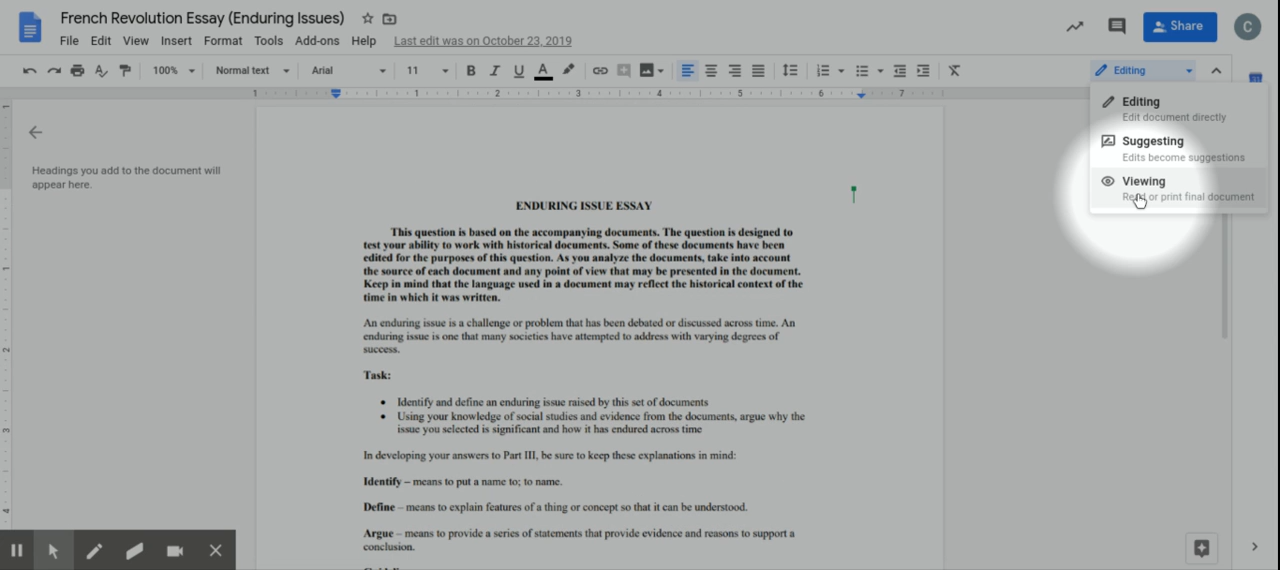 French Revolution Essay (Enduring Issues)
File Edit View Insert Format Tools Add-ons Help Last edit was on October 23, 2019
Share
C
100% Normal text Arial 11 B I U A Editing
1 1 2 3 4 5 6 7
Editing
Edit document directly
Suggesting
Edits become suggestions
Viewing
Read or print final document
Headings you add to the document will
appear here.
ENDURING ISSUE ESSAY
This question is based on the accompanying documents. The question is designed to
test your ability to work with historical documents. Some of these documents have been
edited for the purposes of this question. As you analyze the documents, take into account
the source of each document and any point of view that may be presented in the document.
Keep in mind that the language used in a document may reflect the historical context of the
time in which it was written.
An enduring issue is a challenge or problem that has been debated or discussed across time. An
enduring issue is one that many societies have attempted to address with varying degrees of
success.
Task:
• Identify and define an enduring issue raised by this set of documents
• Using your knowledge of social studies and evidence from the documents, argue why the
issue you selected is significant and how it has endured across time
In developing your answers to Part III, be sure to keep these explanations in mind:
Identify – means to put a name to; to name.
Define – means to explain features of a thing or concept so that it can be understood.
Argue – means to provide a series of statements that provide evidence and reasons to support a
conclusion.